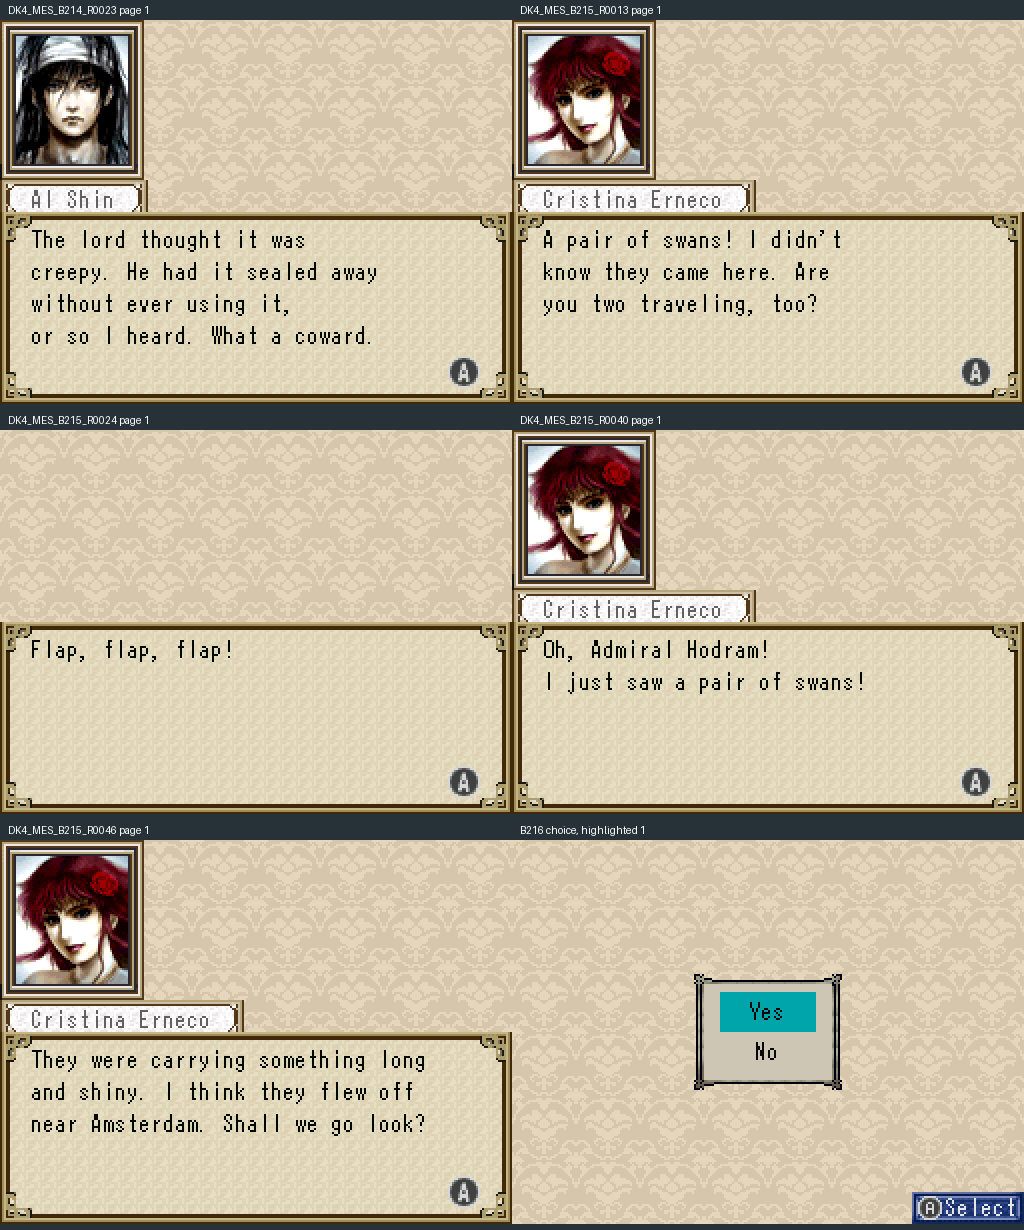 DK4_MES_B214_R0023 page 1
Al Shin
The lord thought it was
creepy. He had it sealed away
without ever using it,
or so I heard. What a coward.
A
DK4_MES_B215_R0013 page 1
Cristina Erneco
A pair of swans! I didn't
know they came here. Are
you two traveling, too?
A
DK4_MES_B215_R0024 page 1
Flap, flap, flap!
A
DK4_MES_B215_R0040 page 1
Cristina Erneco
Oh, Admiral Hodram!
I just saw a pair of swans!
A
DK4_MES_B215_R0046 page 1
Cristina Erneco
They were carrying something long
and shiny. I think they flew off
near Amsterdam. Shall we go look?
A
B216 choice, highlighted 1
Yes
No
A Select